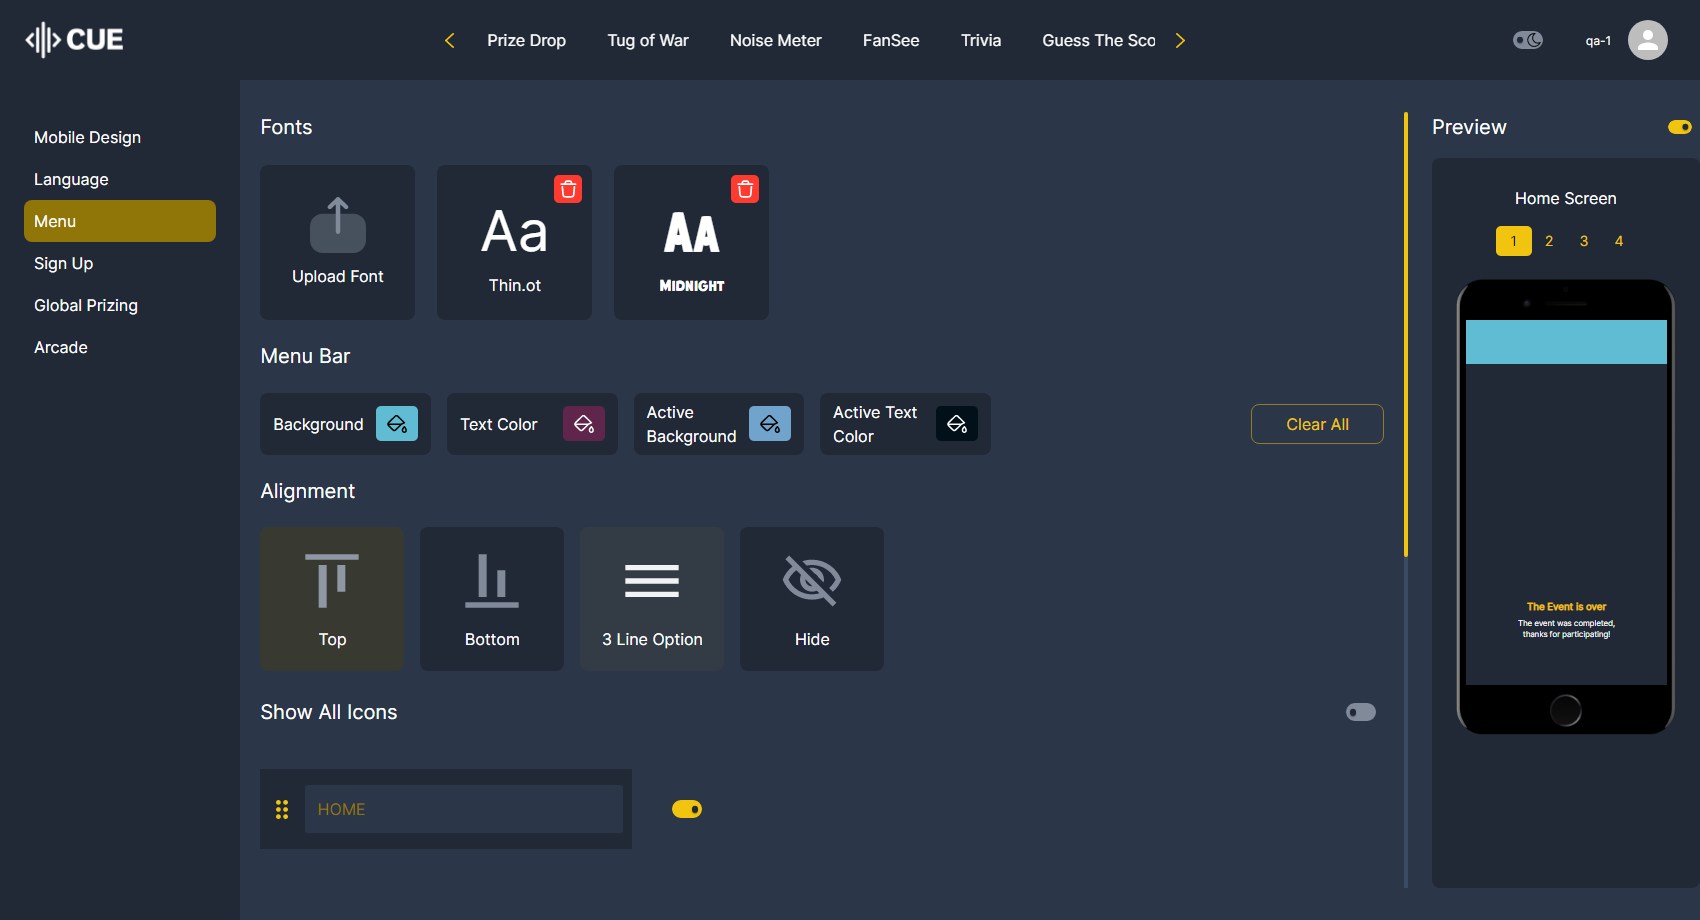 CUE
Prize Drop
Tug of War
Noise Meter
FanSee
Trivia
Guess The Sco
qa-1
Mobile Design
Language
Menu
Sign Up
Global Prizing
Arcade
Fonts
Upload Font
Aa
Thin.ot
AA
MIDNIGHT
Menu Bar
Background
Text Color
Active
Background
Active Text
Color
Clear All
Alignment
Top
Bottom
3 Line Option
Hide
Show All Icons
HOME
Preview
Home Screen
1 2 3 4
The Event is over
The event was completed,
thanks for participating!